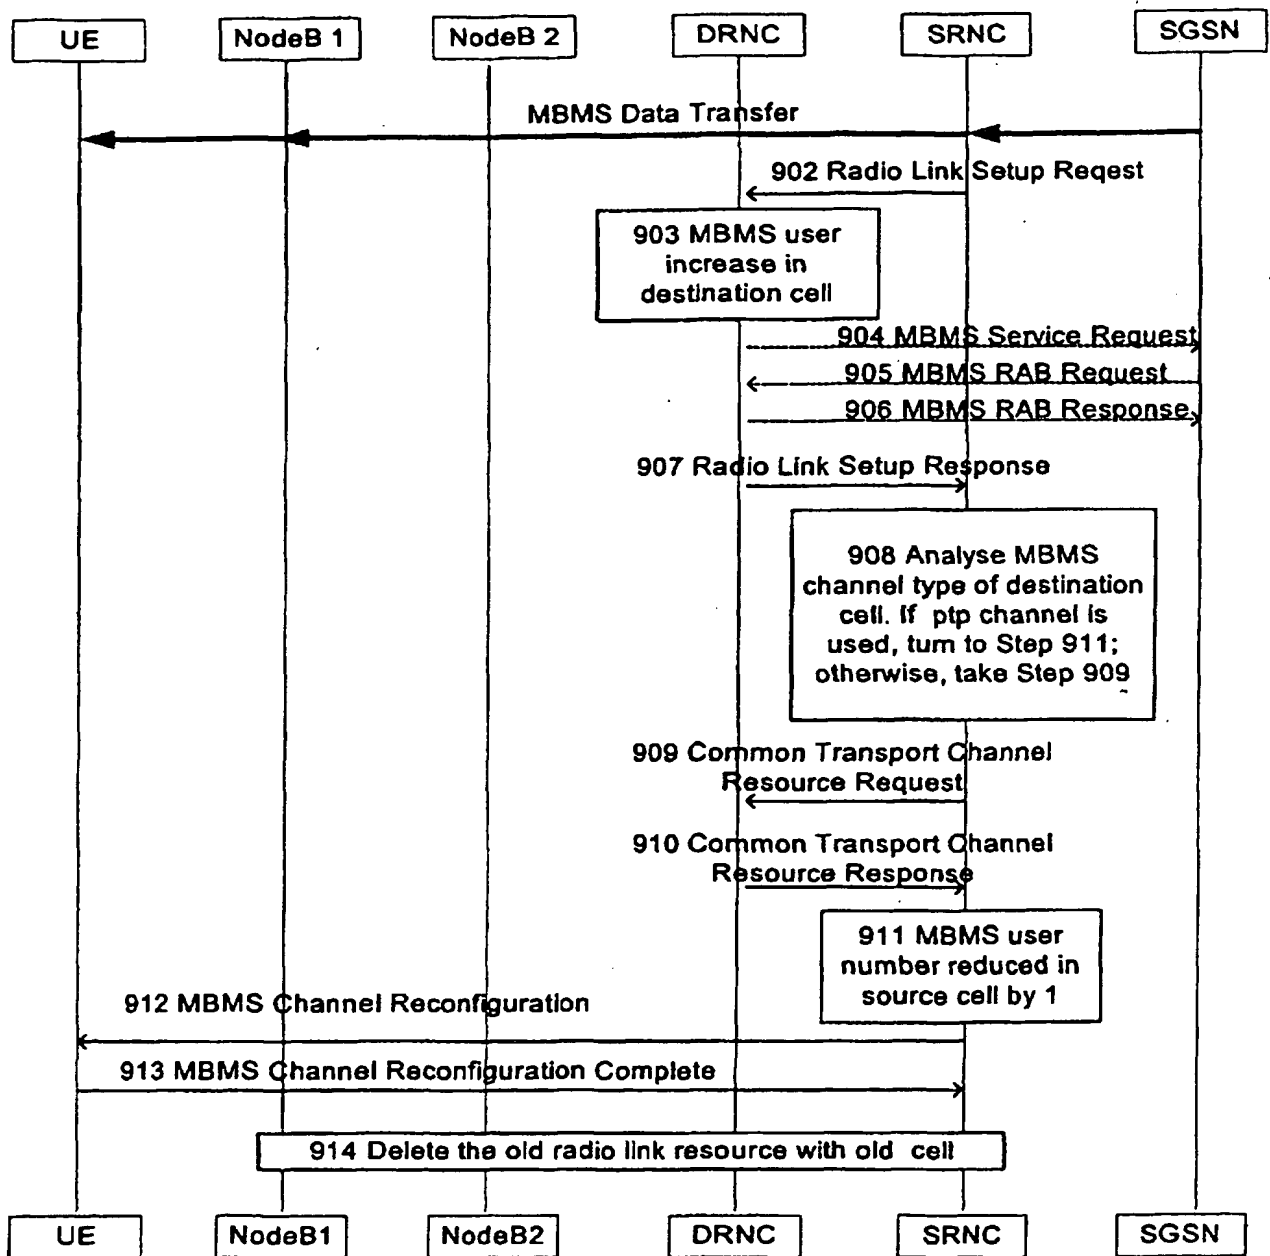 UE
NodeB 1
NodeB 2
DRNC
SRNC
SGSN
MBMS Data Transfer
902 Radio Link Setup Reqest
903 MBMS user
increase in
destination cell
904 MBMS Service Request
905 MBMS RAB Request
906 MBMS RAB Response
907 Radio Link Setup Response
908 Analyse MBMS
channel type of destination
cell. If ptp channel is
used, turn to Step 911;
otherwise, take Step 909
909 Common Transport Channel
Resource Request
910 Common Transport Channel
Resource Response
911 MBMS user
number reduced in
source cell by 1
912 MBMS Channel Reconfiguration
913 MBMS Channel Reconfiguration Complete
914 Delete the old radio link resource with old cell
UE
NodeB1
NodeB2
DRNC
SRNC
SGSN